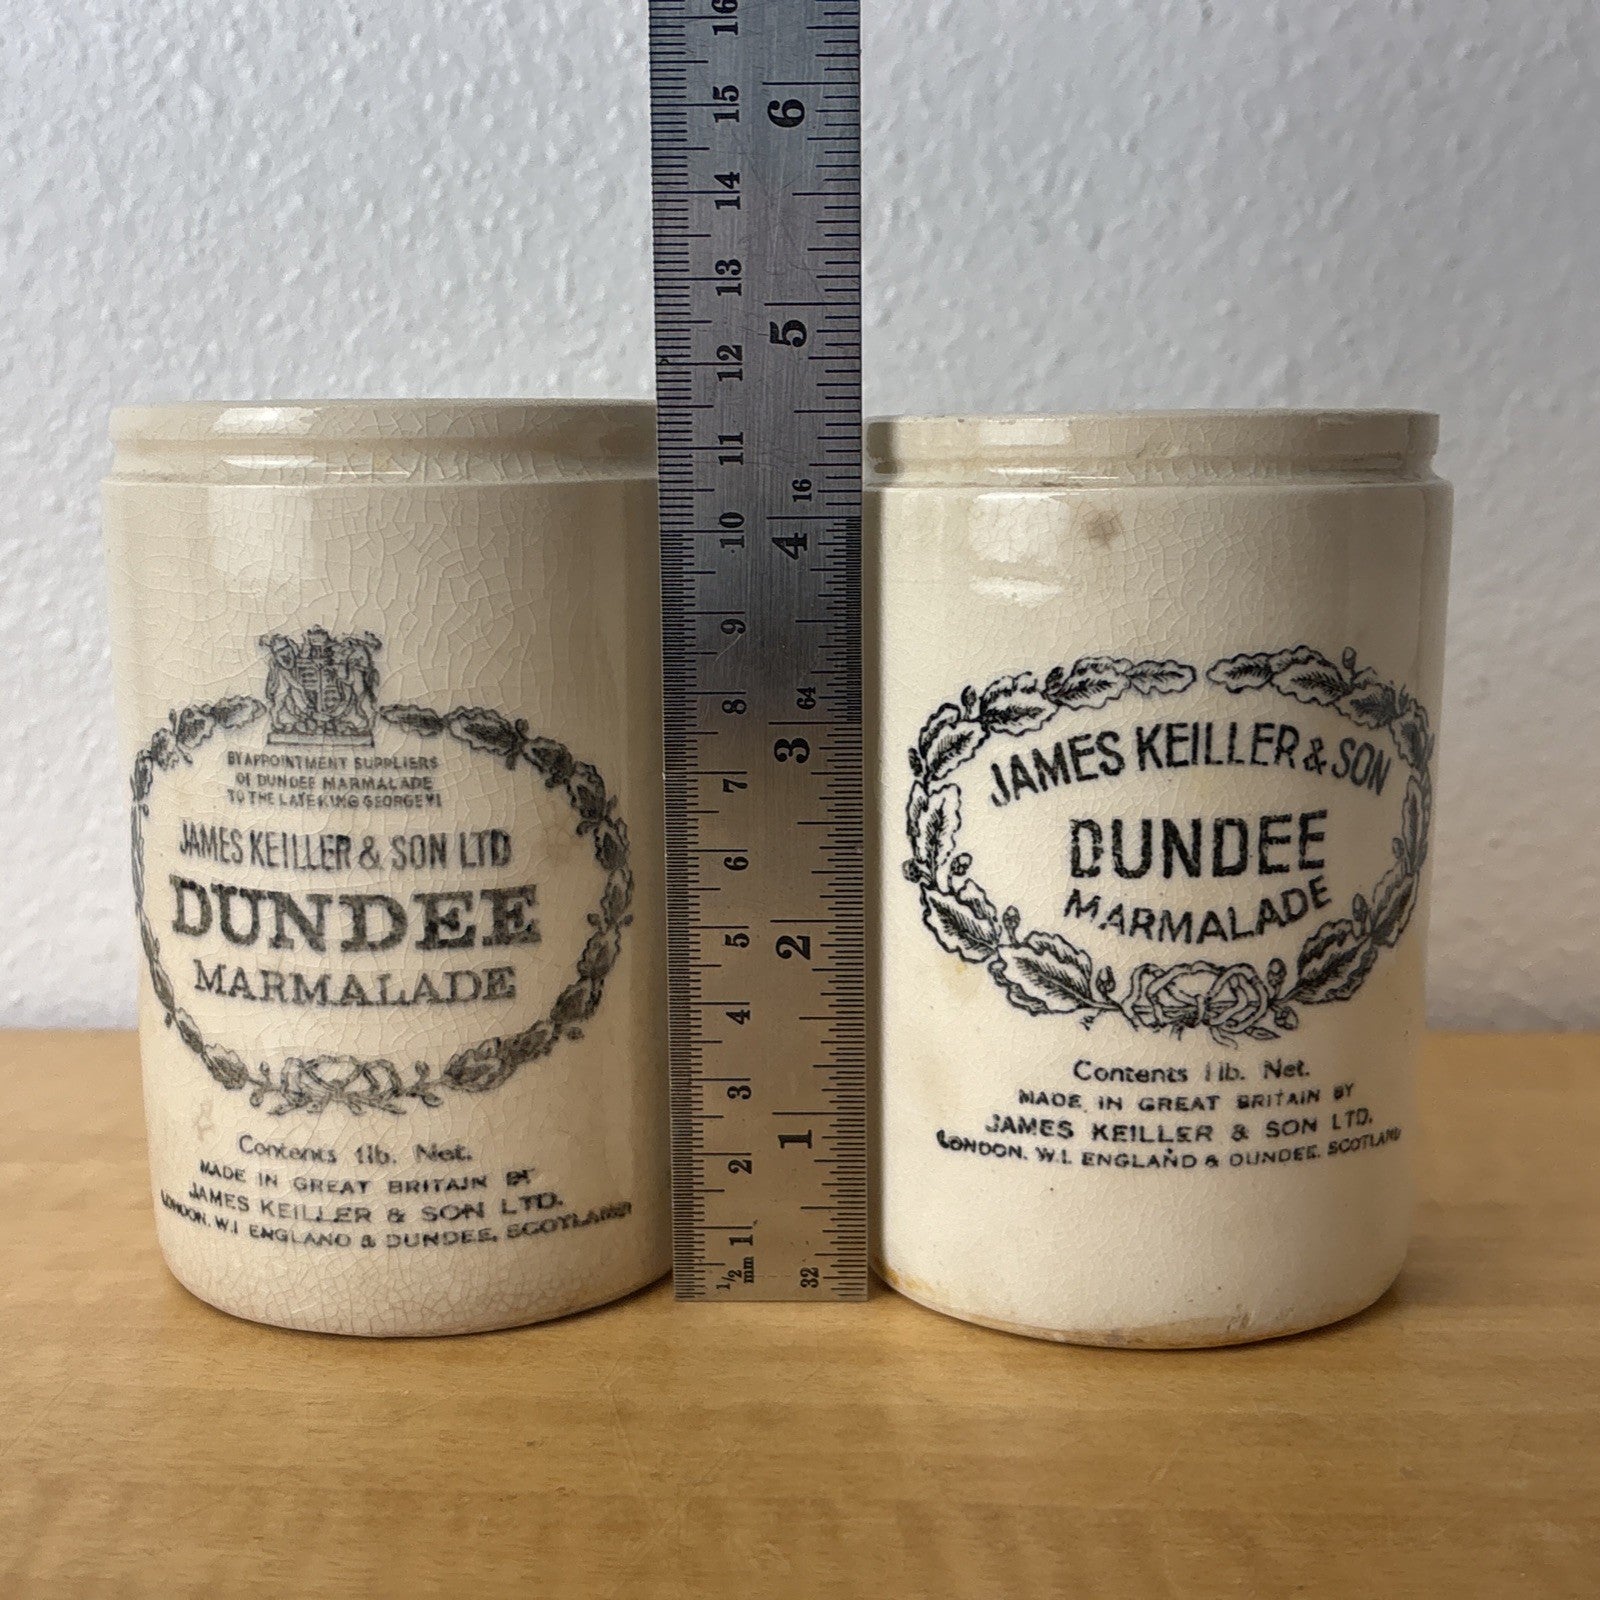 BY APPOINTMENT SUPPLIERS
OF DUNDEE MARMALADE
TO THE LATE KING GEORGE VI
JAMES KEILLER & SON LTD
DUNDEE
MARMALADE
Contents 1lb. Net.
MADE IN GREAT BRITAIN BY
JAMES KEILLER & SON LTD.
LONDON. W.1 ENGLAND & DUNDEE. SCOTLAND
16
15
14
13
12
11
10
9
8
7
6
5
4
3
2
1
1/2
mm
6
5
16
4
64
3
2
1
32
JAMES KEILLER & SON
DUNDEE
MARMALADE
Contents 1 lb. Net.
MADE IN GREAT BRITAIN BY
JAMES KEILLER & SON LTD.
LONDON. W.1. ENGLAND & DUNDEE. SCOTLAND